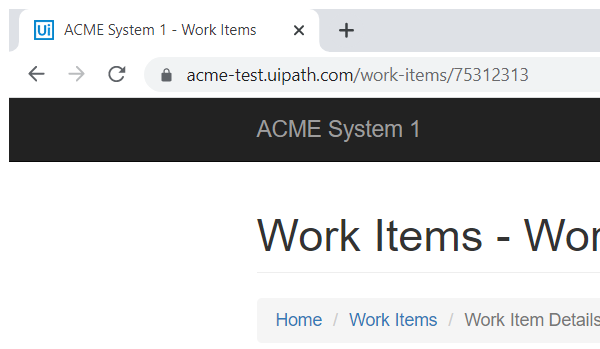 Ui ACME System 1 - Work Items
acme-test.uipath.com/work-items/75312313
ACME System 1
Work Items - Wor
Home / Work Items / Work Item Details